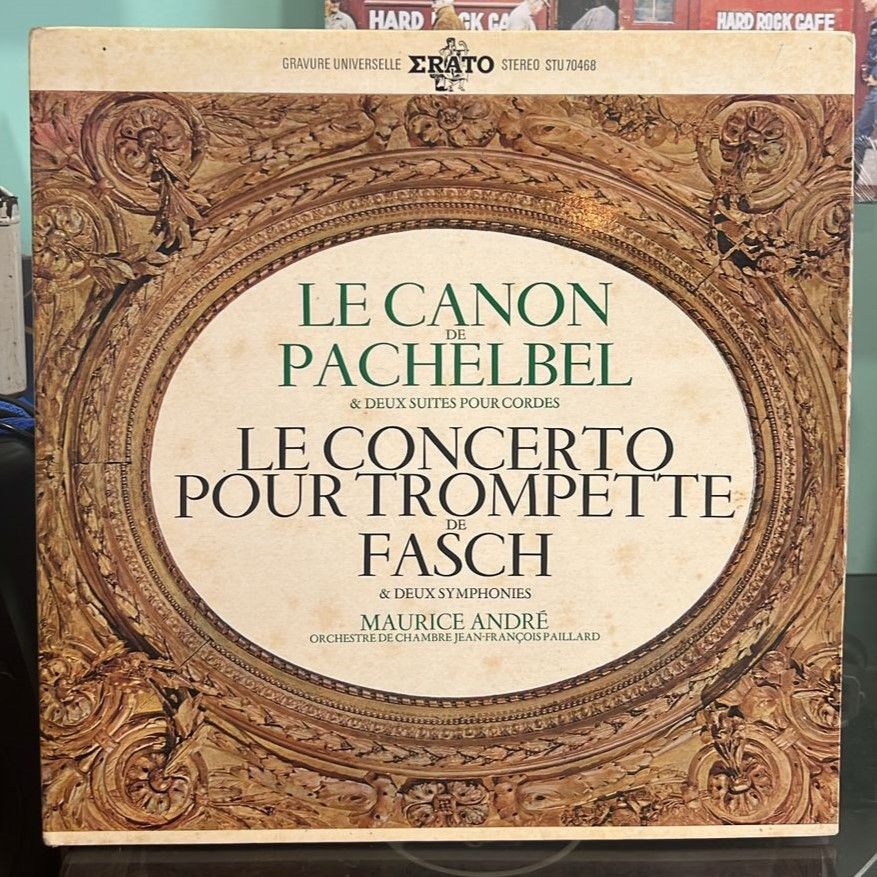 HARD ROCK CAFE
HARD ROCK CAFE
GRAVURE UNIVERSELLE ΣRATO STEREO STU 70468
LE CANON
DE
PACHELBEL
& DEUX SUITES POUR CORDES
LE CONCERTO
POUR TROMPETTE
DE
FASCH
& DEUX SYMPHONIES
MAURICE ANDRÉ
ORCHESTRE DE CHAMBRE JEAN-FRANÇOIS PAILLARD